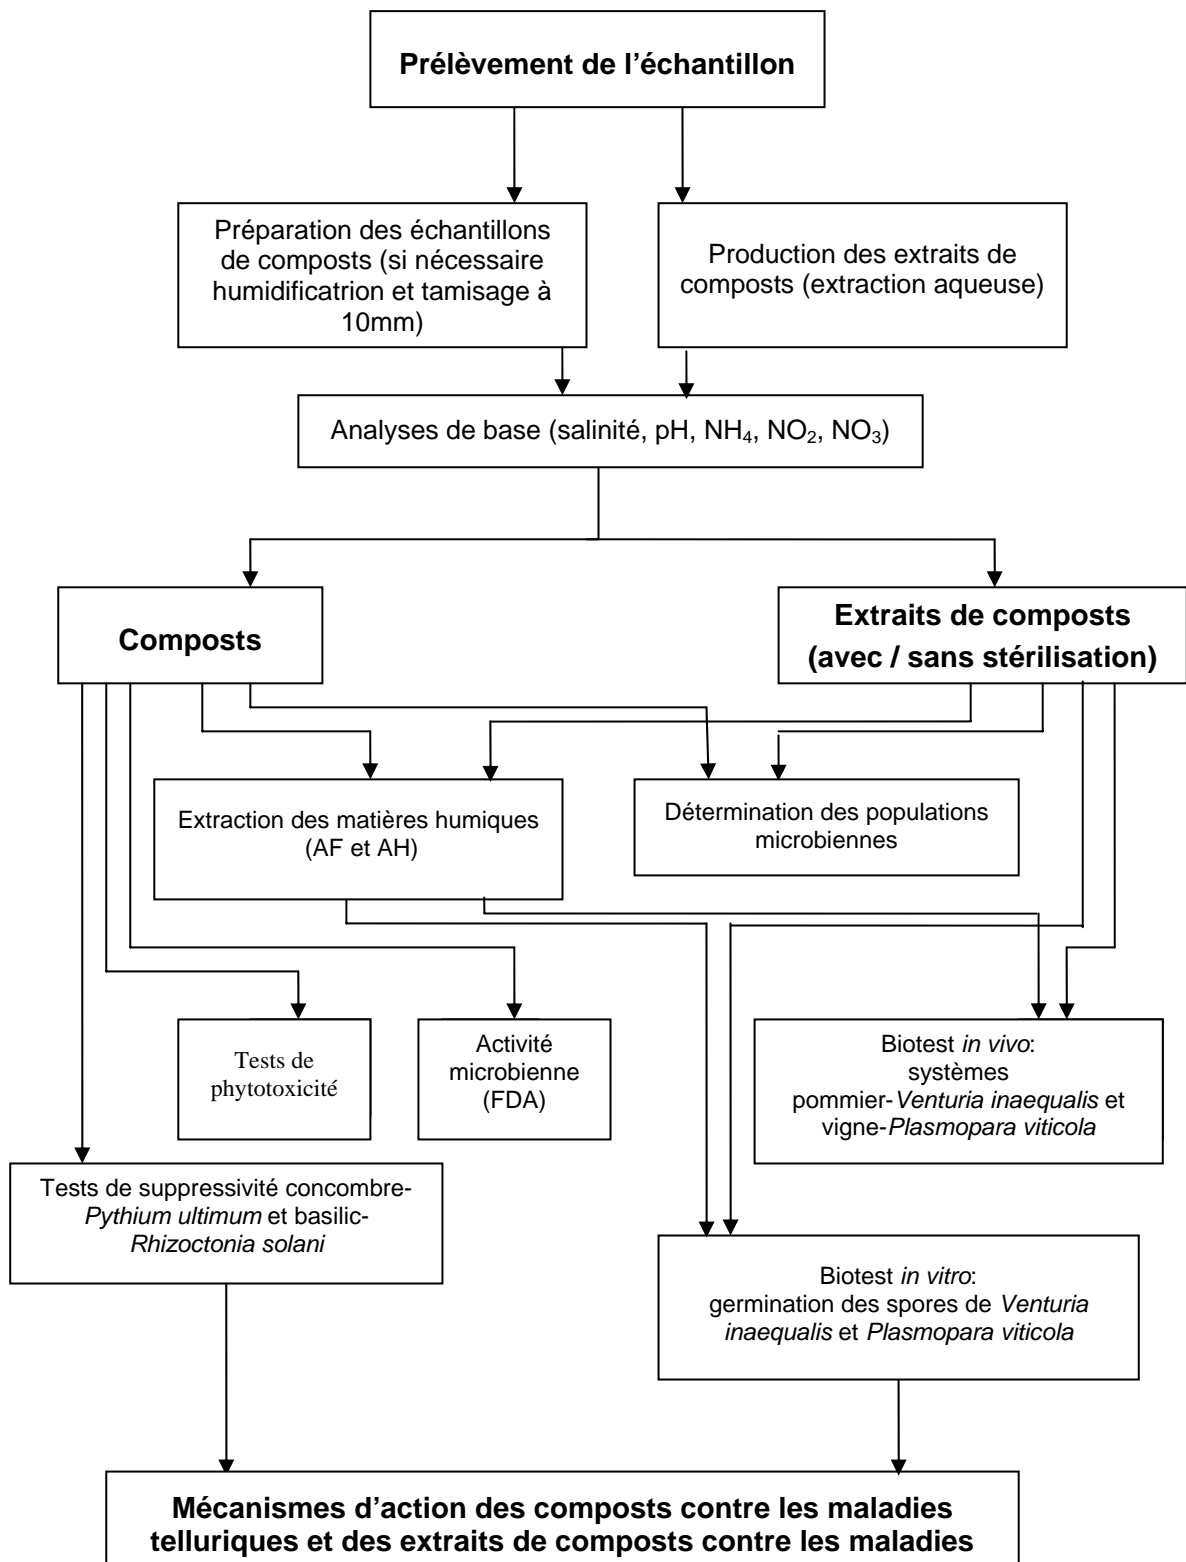 Prélèvement de l’échantillon
Préparation des échantillons
de composts (si nécessaire
humidificatrion et tamisage à
10mm)
Production des extraits de
composts (extraction aqueuse)
Analyses de base (salinité, pH, NH₄, NO₂, NO₃)
Composts
Extraits de composts
(avec / sans stérilisation)
Extraction des matières humiques
(AF et AH)
Détermination des populations
microbiennes
Tests de
phytotoxicité
Activité
microbienne
(FDA)
Biotest in vivo:
systèmes
pommier-Venturia inaequalis et
vigne-Plasmopara viticola
Tests de suppressivité concombre-
Pythium ultimum et basilic-
Rhizoctonia solani
Biotest in vitro:
germination des spores de Venturia
inaequalis et Plasmopara viticola
Mécanismes d’action des composts contre les maladies
telluriques et des extraits de composts contre les maladies